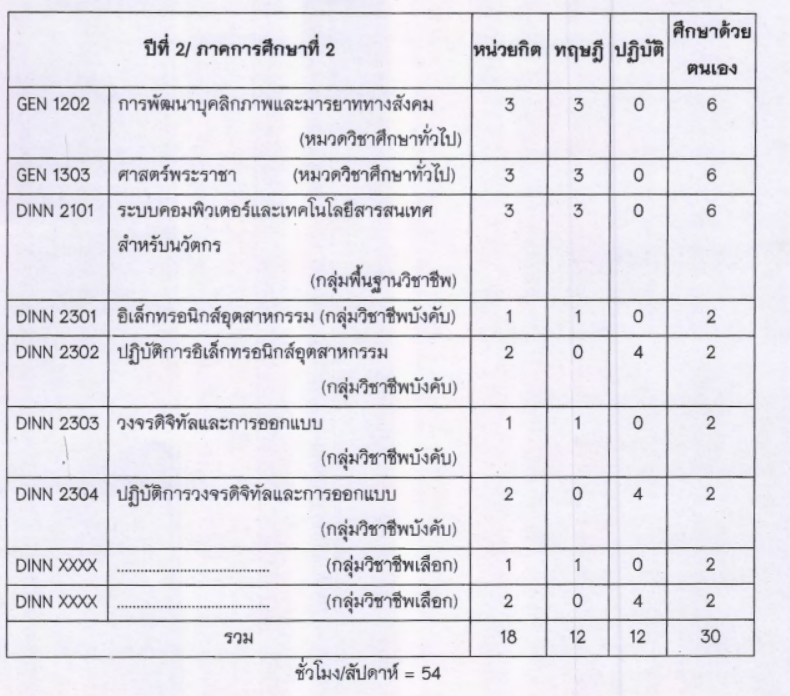 ปีที่ 2/ ภาคการศึกษาที่ 2 หน่วยกิต ทฤษฎี ปฏิบัติ ศึกษาด้วย
ตนเอง
GEN 1202 การพัฒนาบุคลิกภาพและมารยาททางสังคม 3 3 0 6
(หมวดวิชาศึกษาทั่วไป)
GEN 1303 ศาสตร์พระราชา (หมวดวิชาศึกษาทั่วไป) 3 3 0 6
DINN 2101 ระบบคอมพิวเตอร์และเทคโนโลยีสารสนเทศ 3 3 0 6
สำหรับนวัตกร
(กลุ่มพื้นฐานวิชาชีพ)
DINN 2301 อิเล็กทรอนิกส์อุตสาหกรรม (กลุ่มวิชาชีพบังคับ) 1 1 0 2
DINN 2302 ปฏิบัติการอิเล็กทรอนิกส์อุตสาหกรรม 2 0 4 2
(กลุ่มวิชาชีพบังคับ)
DINN 2303 วงจรดิจิทัลและการออกแบบ 1 1 0 2
(กลุ่มวิชาชีพบังคับ)
DINN 2304 ปฏิบัติการวงจรดิจิทัลและการออกแบบ 2 0 4 2
(กลุ่มวิชาชีพบังคับ)
DINN XXXX ........................................ (กลุ่มวิชาชีพเลือก) 1 1 0 2
DINN XXXX ........................................ (กลุ่มวิชาชีพเลือก) 2 0 4 2
รวม 18 12 12 30
ชั่วโมง/สัปดาห์ = 54